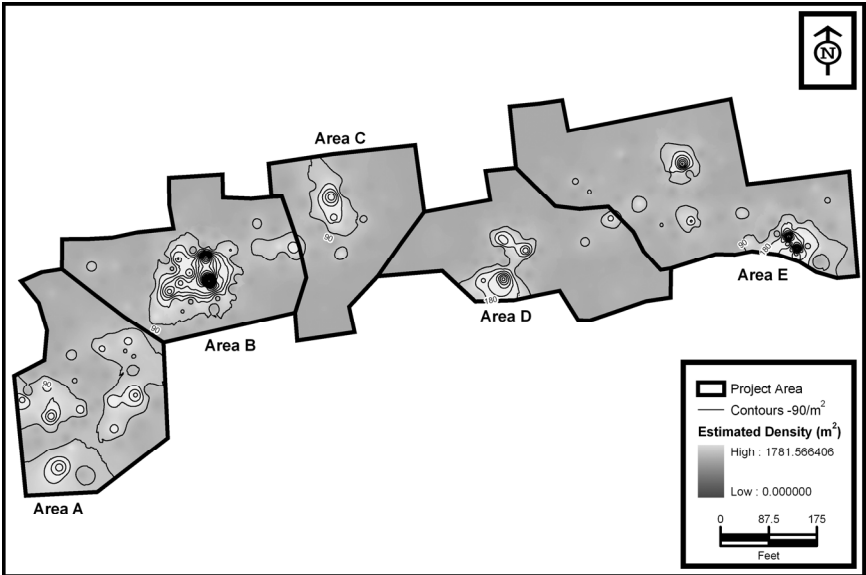 N
Area C
90
90
180
Area E
180
Area D
90
Area B
90
Area A
Project Area
Contours -90/m²
Estimated Density (m²)
High : 1781.566406
Low : 0.000000
0 87.5 175
Feet